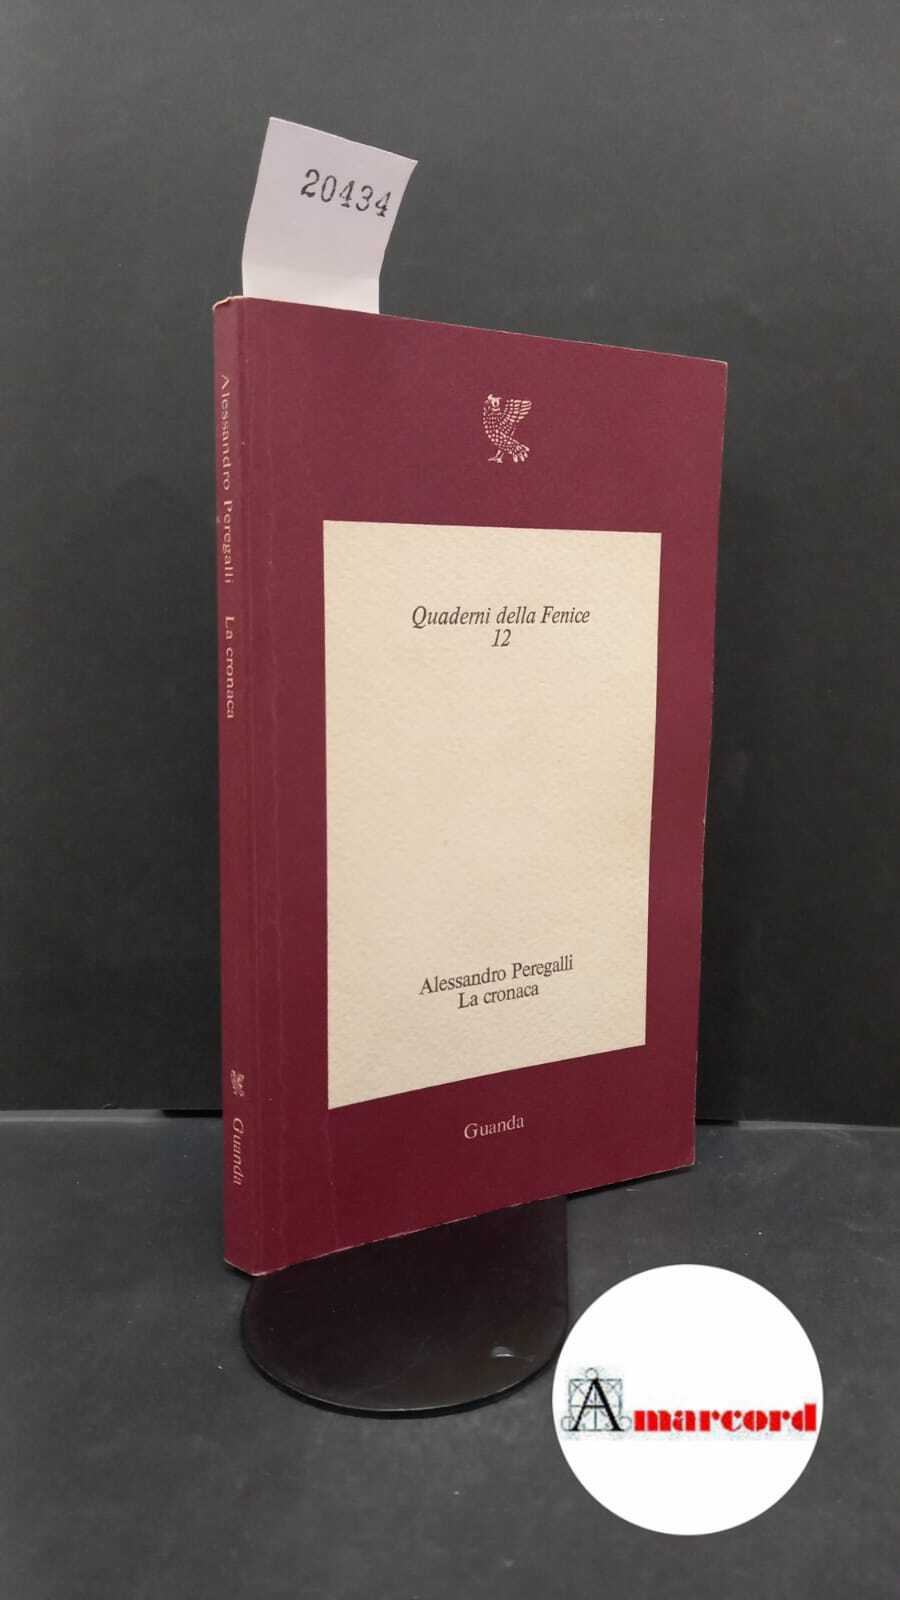 20434
Quaderni della Fenice
12
Alessandro Peregalli
La cronaca
Guanda
Alessandro Peregalli La cronaca Guanda
Amarcord